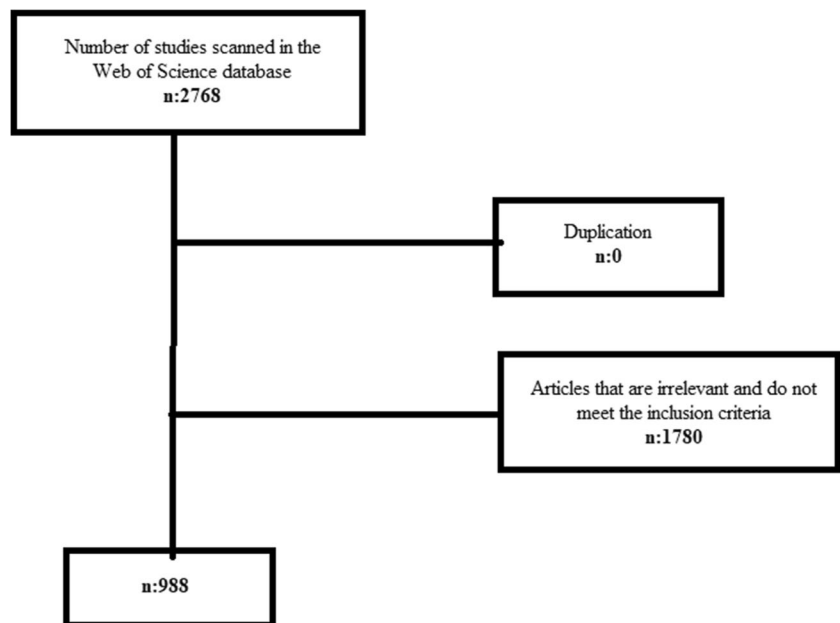 Number of studies scanned in the
Web of Science database
n:2768
Duplication
n:0
Articles that are irrelevant and do not
meet the inclusion criteria
n:1780
n:988